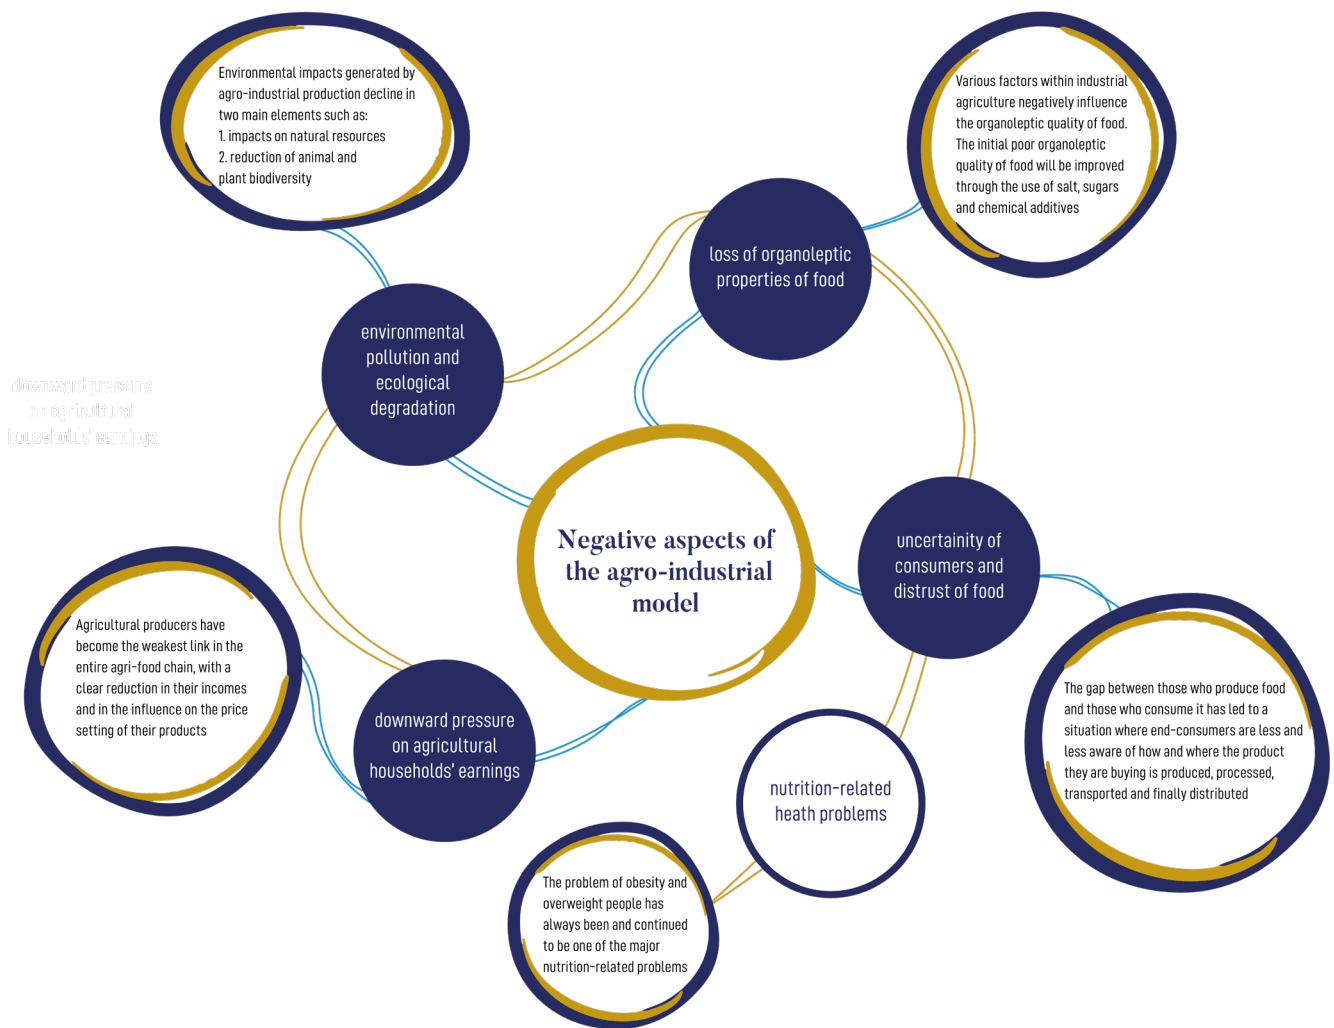 Environmental impacts generated by
agro-industrial production decline in
two main elements such as:
1. impacts on natural resources
2. reduction of animal and
plant biodiversity
Various factors within industrial
agriculture negatively influence
the organoleptic quality of food.
The initial poor organoleptic
quality of food will be improved
through the use of salt, sugars
and chemical additives
loss of organoleptic
properties of food
environmental
pollution and
ecological
degradation
downward pressure
on agricultural
households' earnings
Negative aspects of
the agro-industrial
model
uncertainity of
consumers and
distrust of food
Agricultural producers have
become the weakest link in the
entire agri-food chain, with a
clear reduction in their incomes
and in the influence on the price
setting of their products
downward pressure
on agricultural
households' earnings
The gap between those who produce food
and those who consume it has led to a
situation where end-consumers are less and
less aware of how and where the product
they are buying is produced, processed,
transported and finally distributed
nutrition-related
heath problems
The problem of obesity and
overweight people has
always been and continued
to be one of the major
nutrition-related problems